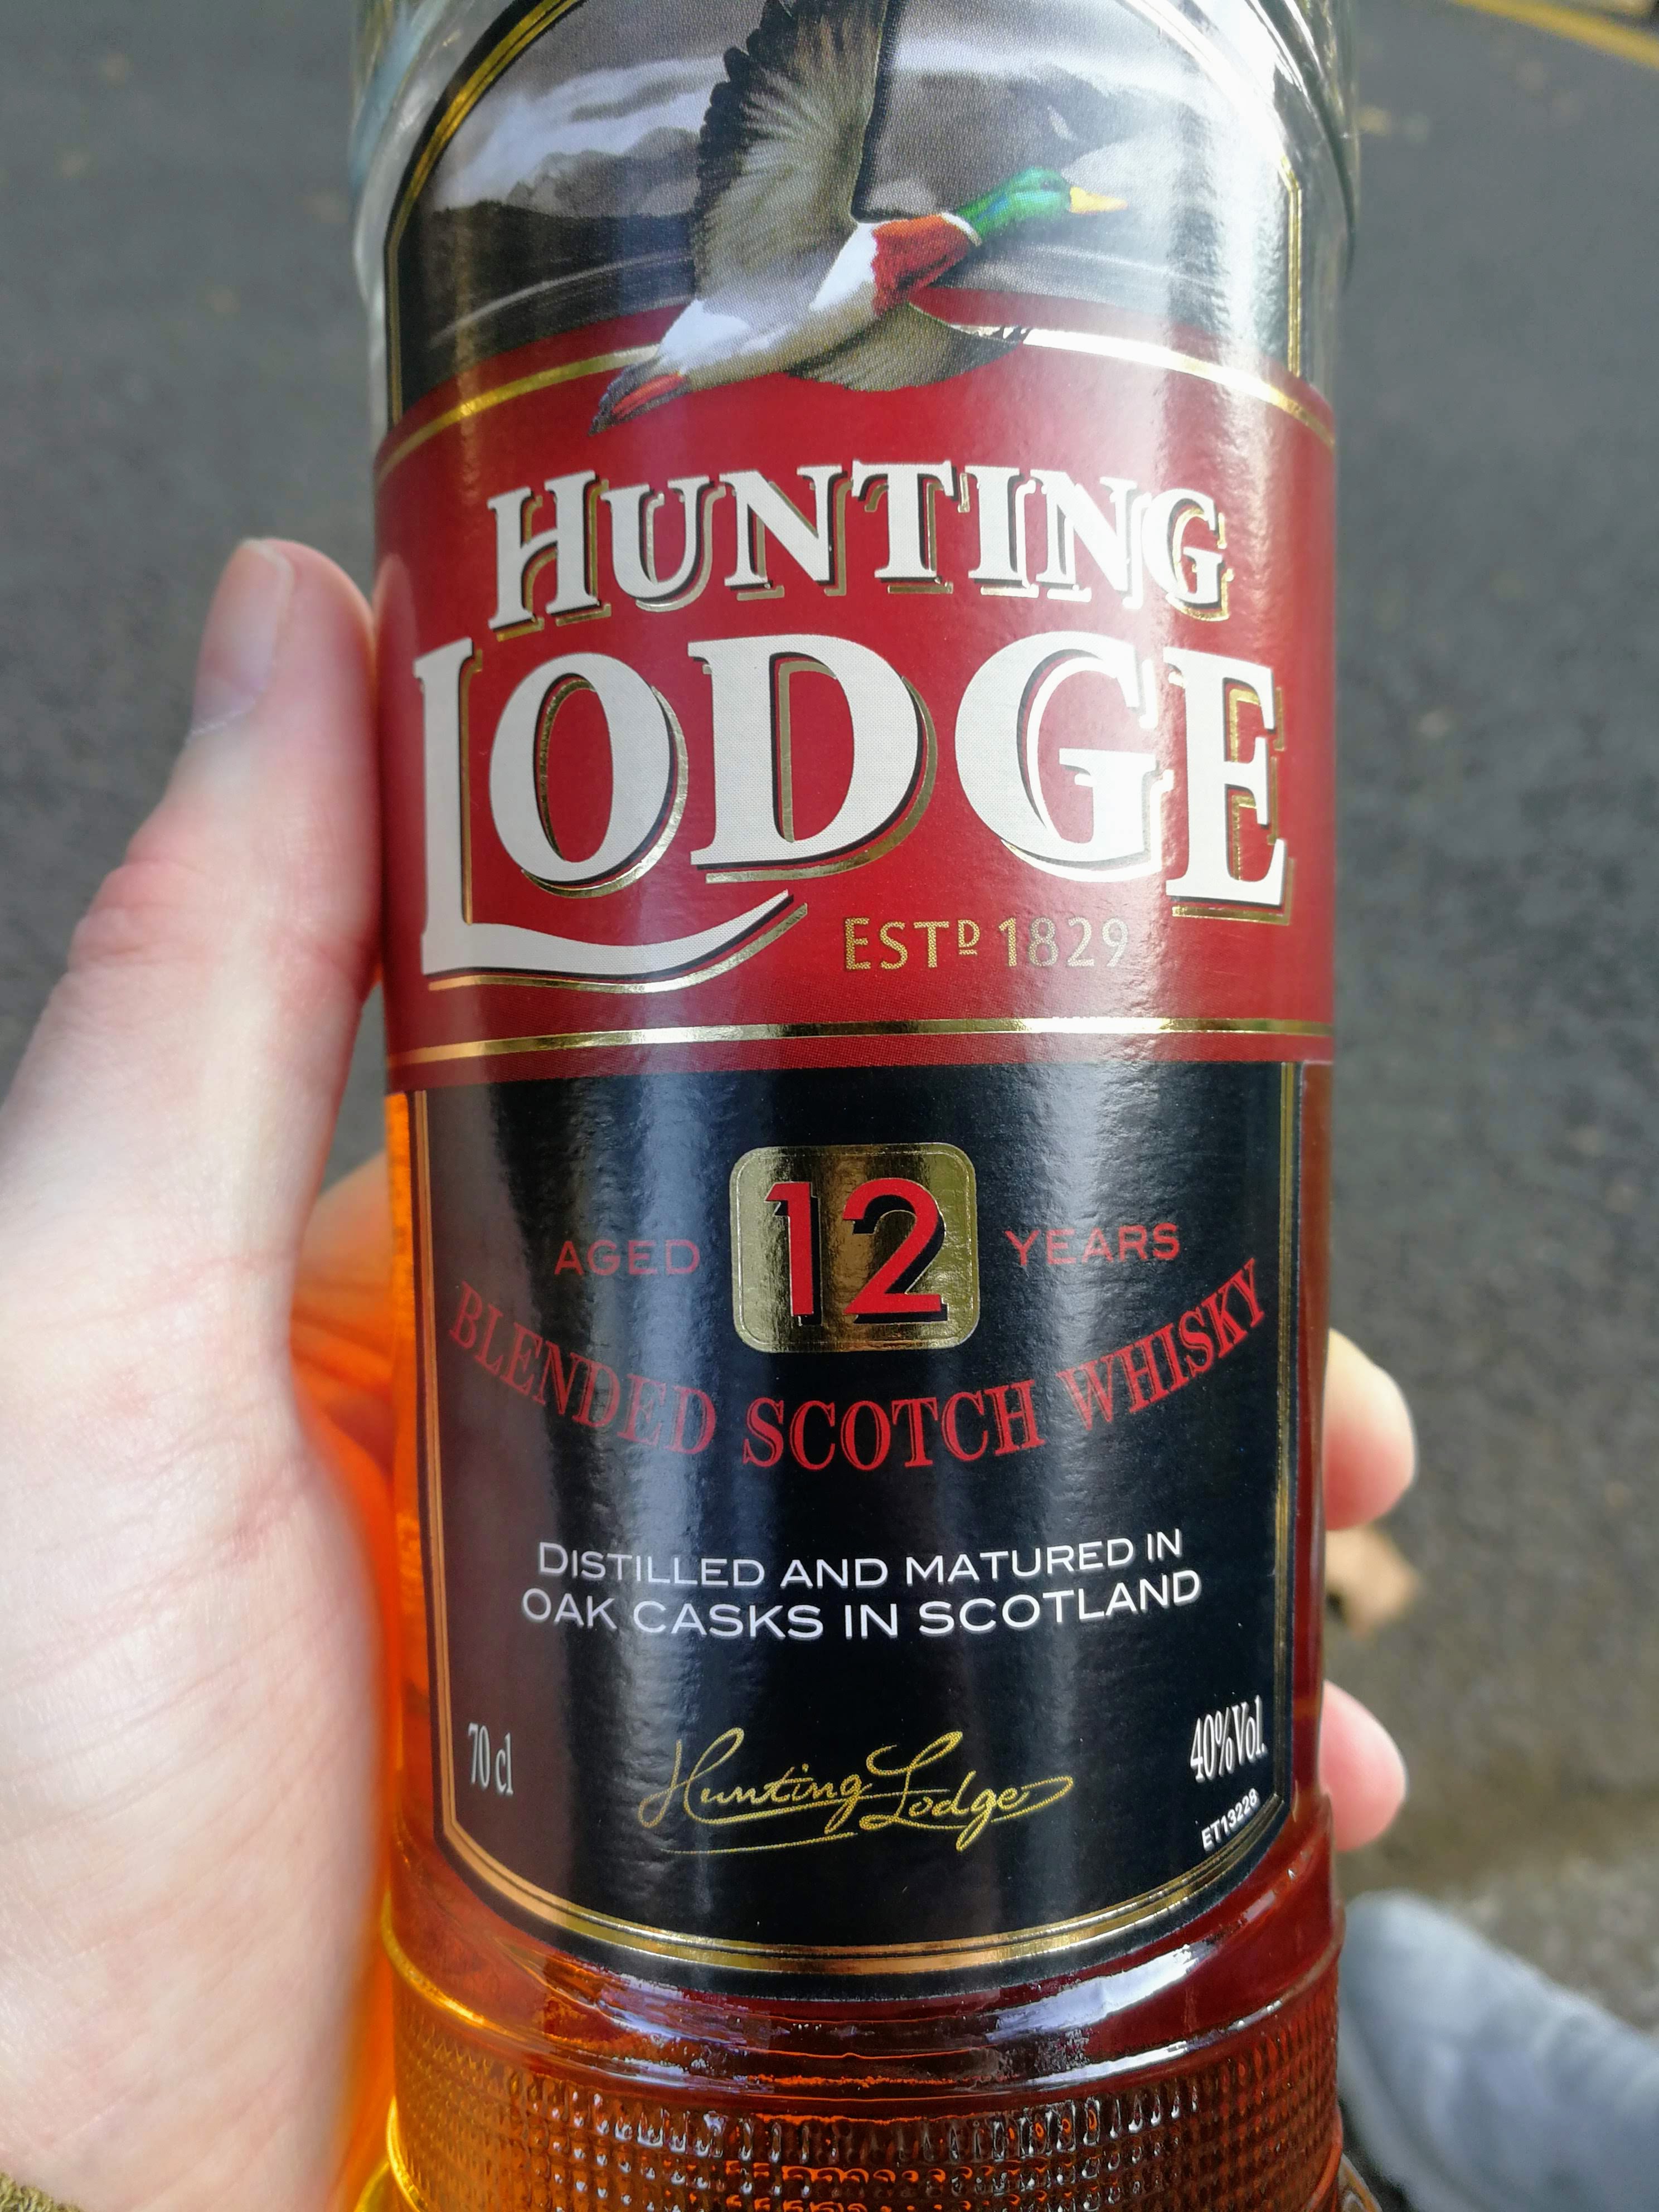 HUNTING
LODGE
ESTD 1829
AGED 12 YEARS
BLENDED SCOTCH WHISKY
DISTILLED AND MATURED IN
OAK CASKS IN SCOTLAND
70 cl
Hunting Lodge
40%Vol.
ET13228